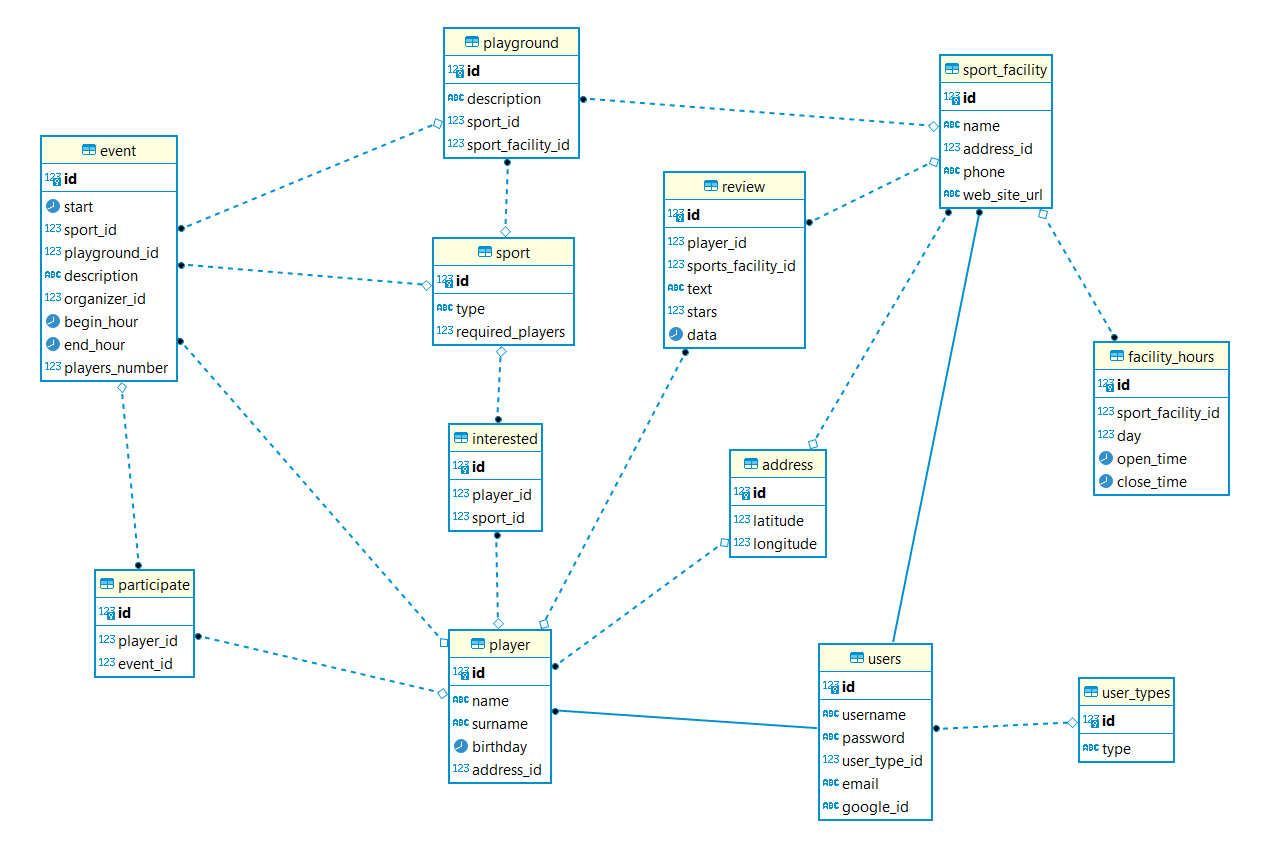 playground
id
description
sport_id
sport_facility_id
sport_facility
id
name
address_id
phone
web_site_url
event
id
start
sport_id
playground_id
description
organizer_id
begin_hour
end_hour
players_number
review
id
player_id
sports_facility_id
text
stars
data
sport
id
type
required_players
facility_hours
id
sport_facility_id
day
open_time
close_time
interested
id
player_id
sport_id
address
id
latitude
longitude
participate
id
player_id
event_id
player
id
name
surname
birthday
address_id
users
id
username
password
user_type_id
email
google_id
user_types
id
type